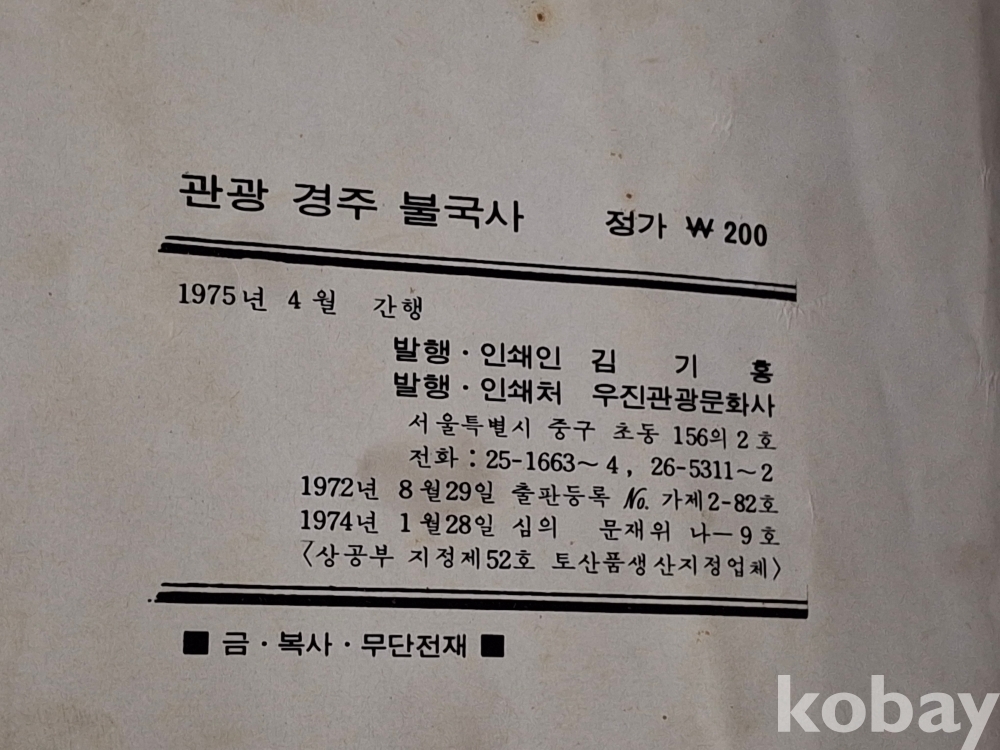 관광 경주 불국사 정가 ₩ 200
1975년 4월 간행
발행·인쇄인 김 기 홍
발행·인쇄처 우진관광문화사
서울특별시 중구 초동 156의 2호
전화 : 25-1663~4, 26-5311~2
1972년 8월29일 출판등록 No. 가제2-82호
1974년 1월28일 심의 문재위 나-9호
〈상공부 지정제52호 토산품생산지정업체〉
■ 금·복사·무단전재 ■
kobay